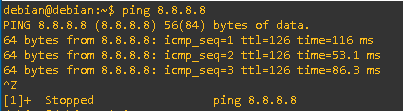 debian@debian:~$ ping 8.8.8.8
PING 8.8.8.8 (8.8.8.8) 56(84) bytes of data.
64 bytes from 8.8.8.8: icmp_seq=1 ttl=126 time=116 ms
64 bytes from 8.8.8.8: icmp_seq=2 ttl=126 time=53.1 ms
64 bytes from 8.8.8.8: icmp_seq=3 ttl=126 time=86.3 ms
^Z
[1]+  Stopped                 ping 8.8.8.8